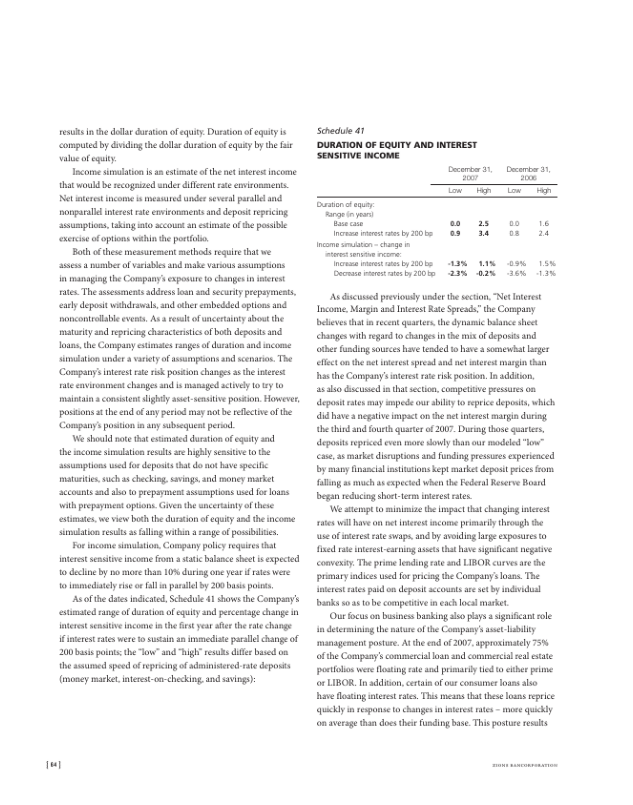 results in the dollar duration of equity. Duration of equity is
computed by dividing the dollar duration of equity by the fair
value of equity.
Income simulation is an estimate of the net interest income
that would be recognized under different rate environments.
Net interest income is measured under several parallel and
nonparallel interest rate environments and deposit repricing
assumptions, taking into account an estimate of the possible
exercise of options within the portfolio.
Both of these measurement methods require that we
assess a number of variables and make various assumptions
in managing the Company's exposure to changes in interest
rates. The assessments address loan and security prepayments,
early deposit withdrawals, and other embedded options and
noncontrollable events. As a result of uncertainty about the
maturity and repricing characteristics of both deposits and
loans, the Company estimates ranges of duration and income
simulation under a variety of assumptions and scenarios. The
Company's interest rate risk position changes as the interest
rate environment changes and is managed actively to try to
maintain a consistent slightly asset-sensitive position. However,
positions at the end of any period may not be reflective of the
Company's position in any subsequent period.
We should note that estimated duration of equity and
the income simulation results are highly sensitive to the
assumptions used for deposits that do not have specific
maturities, such as checking, savings, and money market
accounts and also to prepayment assumptions used for loans
with prepayment options. Given the uncertainty of these
estimates, we view both the duration of equity and the income
simulation results as falling within a range of possibilities.
For income simulation, Company policy requires that
interest sensitive income from a static balance sheet is expected
to decline by no more than 10% during one year if rates were
to immediately rise or fall in parallel by 200 basis points.
As of the dates indicated, Schedule 41 shows the Company's
estimated range of duration of equity and percentage change in
interest sensitive income in the first year after the rate change
if interest rates were to sustain an immediate parallel change of
200 basis points; the "low" and "high" results differ based on
the assumed speed of repricing of administered-rate deposits
(money market, interest-on-checking, and savings):
Schedule 41
DURATION OF EQUITY AND INTEREST
SENSITIVE INCOME
December 31, December 31,
2007 2006
Low High Low High
Duration of equity:
Range (in years)
Base case 0.0 2.5 0.0 1.6
Increase interest rates by 200 bp 0.9 3.4 0.8 2.4
Income simulation – change in
interest sensitive income:
Increase interest rates by 200 bp -1.3% 1.1% -0.9% 1.5%
Decrease interest rates by 200 bp -2.3% -0.2% -3.6% -1.3%
As discussed previously under the section, "Net Interest
Income, Margin and Interest Rate Spreads," the Company
believes that in recent quarters, the dynamic balance sheet
changes with regard to changes in the mix of deposits and
other funding sources have tended to have a somewhat larger
effect on the net interest spread and net interest margin than
has the Company's interest rate risk position. In addition,
as also discussed in that section, competitive pressures on
deposit rates may impede our ability to reprice deposits, which
did have a negative impact on the net interest margin during
the third and fourth quarter of 2007. During those quarters,
deposits repriced even more slowly than our modeled "low"
case, as market disruptions and funding pressures experienced
by many financial institutions kept market deposit prices from
falling as much as expected when the Federal Reserve Board
began reducing short-term interest rates.
We attempt to minimize the impact that changing interest
rates will have on net interest income primarily through the
use of interest rate swaps, and by avoiding large exposures to
fixed rate interest-earning assets that have significant negative
convexity. The prime lending rate and LIBOR curves are the
primary indices used for pricing the Company's loans. The
interest rates paid on deposit accounts are set by individual
banks so as to be competitive in each local market.
Our focus on business banking also plays a significant role
in determining the nature of the Company's asset-liability
management posture. At the end of 2007, approximately 75%
of the Company's commercial loan and commercial real estate
portfolios were floating rate and primarily tied to either prime
or LIBOR. In addition, certain of our consumer loans also
have floating interest rates. This means that these loans reprice
quickly in response to changes in interest rates – more quickly
on average than does their funding base. This posture results
[ 84 ]
ZIONS BANCORPORATION